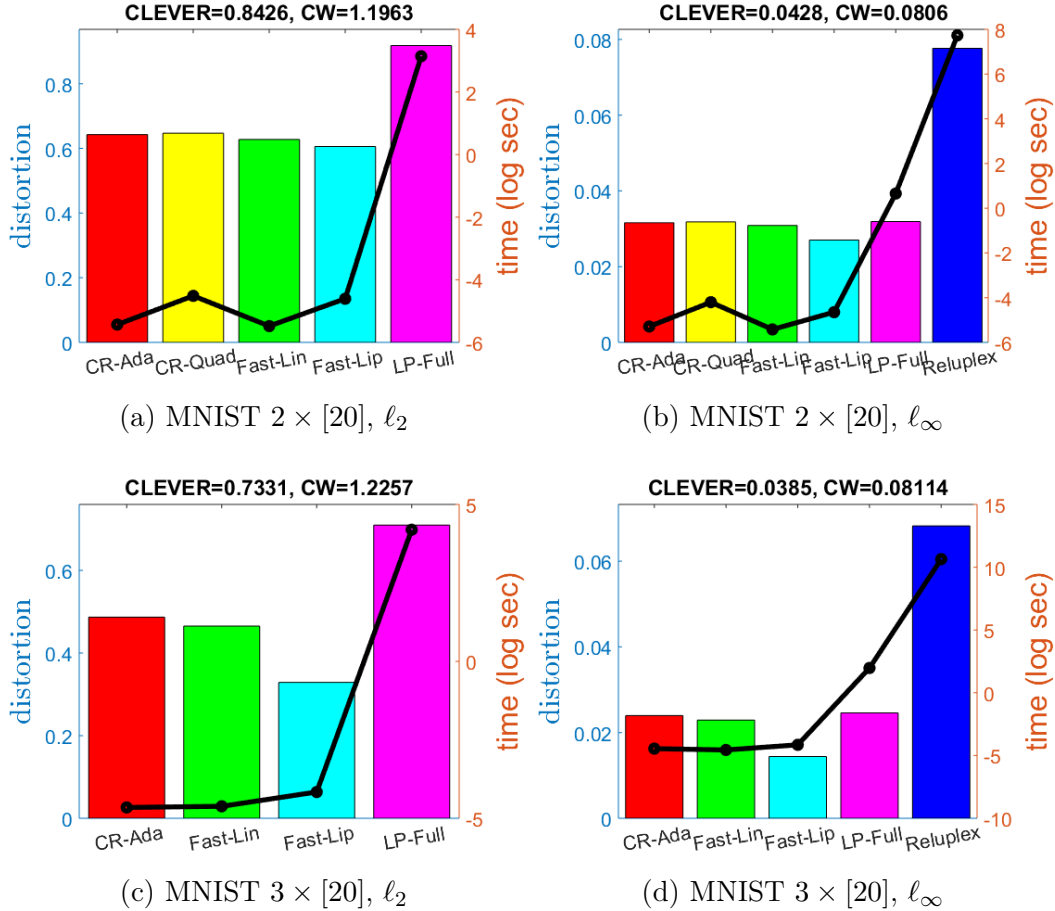 CLEVER=0.8426, CW=1.1963
distortion
0.8
0.6
0.4
0.2
0
4
2
0
-2
-4
-6
time (log sec)
CR-Ada CR-Quad Fast-Lin Fast-Lip LP-Full
(a) MNIST 2 × [20], ℓ₂
CLEVER=0.0428, CW=0.0806
distortion
0.08
0.06
0.04
0.02
0
8
6
4
2
0
-2
-4
-6
time (log sec)
CR-Ada CR-Quad Fast-Lin Fast-Lip LP-Full Reluplex
(b) MNIST 2 × [20], ℓ∞
CLEVER=0.7331, CW=1.2257
distortion
0.6
0.4
0.2
0
5
0
-5
time (log sec)
CR-Ada Fast-Lin Fast-Lip LP-Full
(c) MNIST 3 × [20], ℓ₂
CLEVER=0.0385, CW=0.08114
distortion
0.06
0.04
0.02
0
15
10
5
0
-5
-10
time (log sec)
CR-Ada Fast-Lin Fast-Lip LP-Full Reluplex
(d) MNIST 3 × [20], ℓ∞